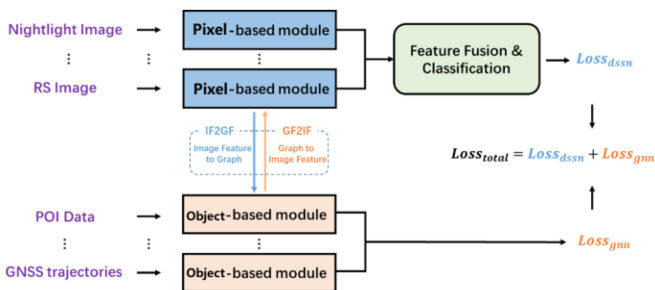 Nightlight Image
Pixel-based module
⋮ ⋮ ⋮
RS Image
Pixel-based module
Feature Fusion &
Classification
Loss_dssn
IF2GF
GF2IF
Image Feature
to Graph
Graph to
Image Feature
Loss_total = Loss_dssn + Loss_gnn
POI Data
Object-based module
⋮ ⋮ ⋮
GNSS trajectories
Object-based module
Loss_gnn